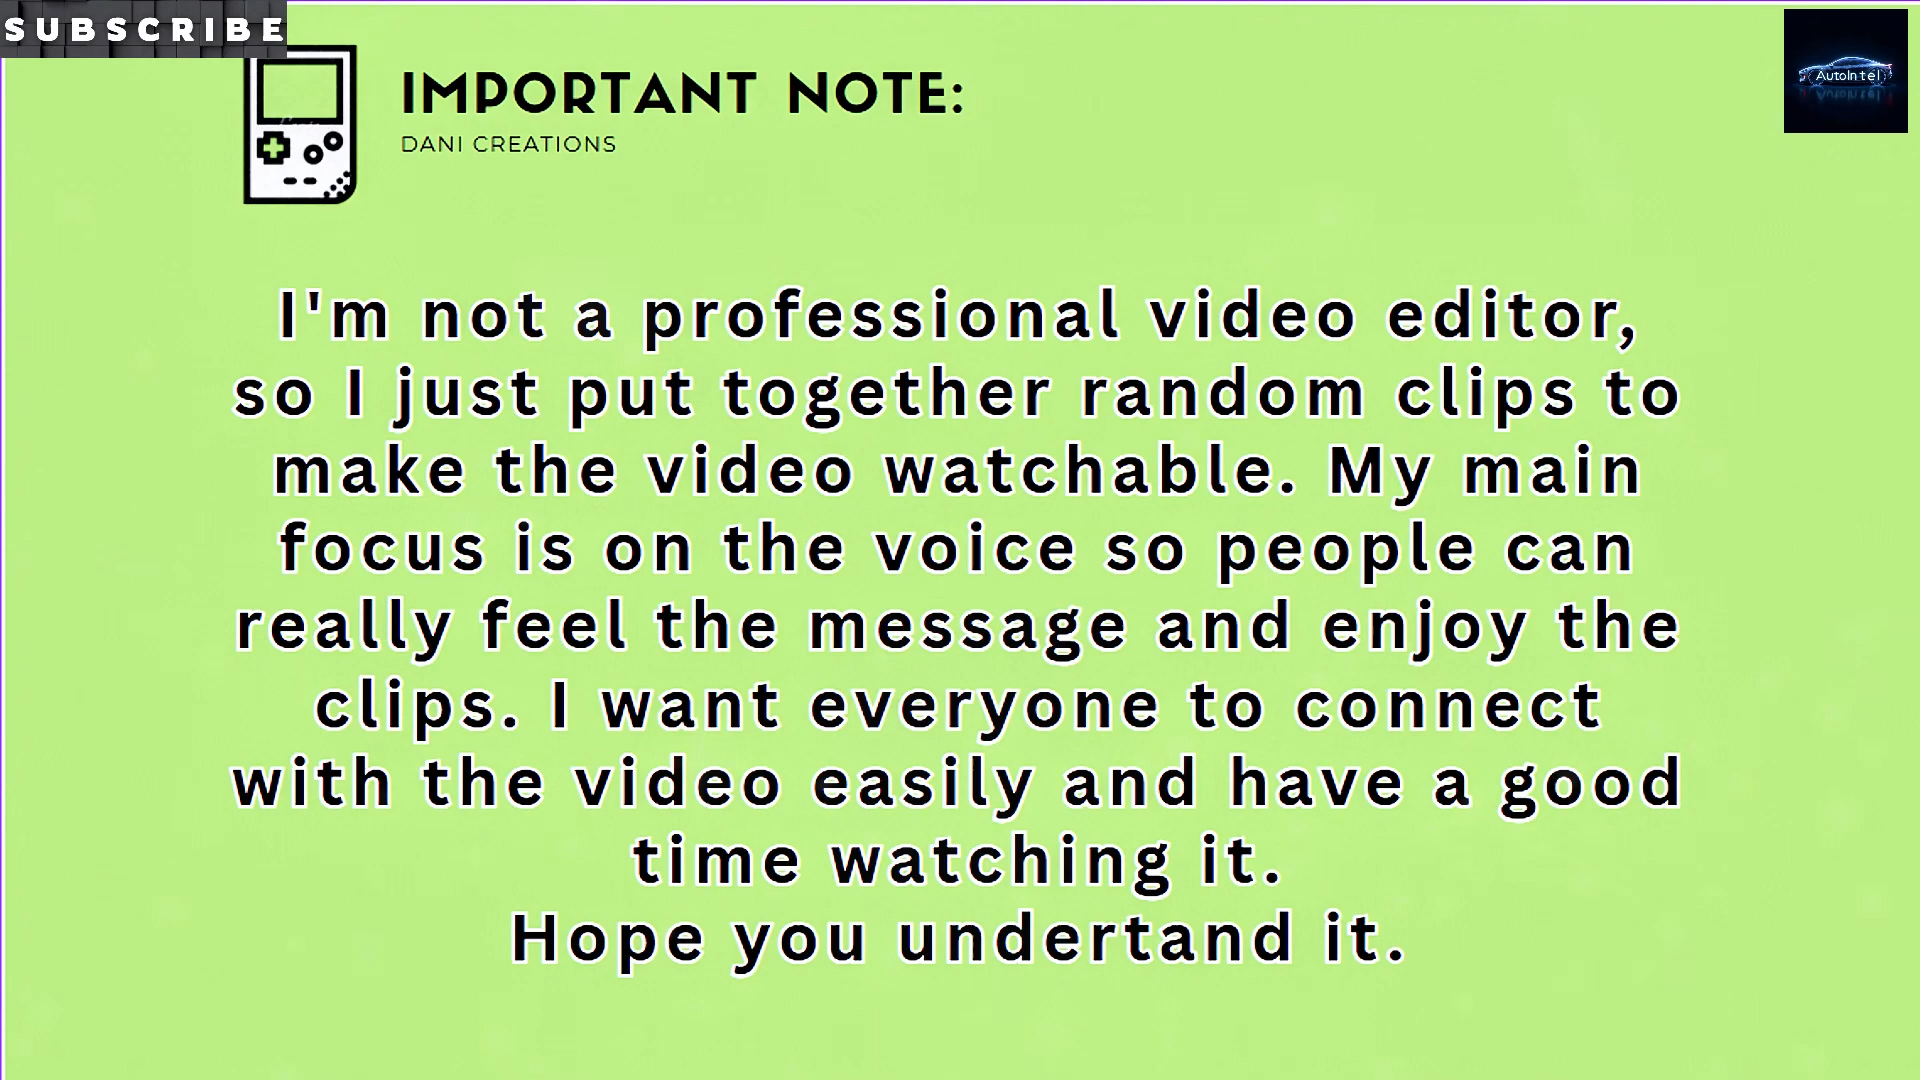 SUBSCRIBE
IMPORTANT NOTE:
DANI CREATIONS
AutoIntel
I'm not a professional video editor,
so I just put together random clips to
make the video watchable. My main
focus is on the voice so people can
really feel the message and enjoy the
clips. I want everyone to connect
with the video easily and have a good
time watching it.
Hope you undertand it.